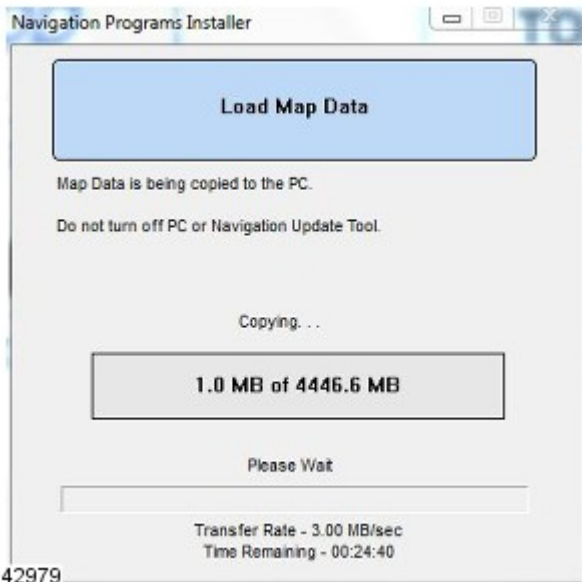 Navigation Programs Installer
Load Map Data
Map Data is being copied to the PC.
Do not turn off PC or Navigation Update Tool.
Copying. . .
1.0 MB of 4446.6 MB
Please Wait
Transfer Rate - 3.00 MB/sec
Time Remaining - 00:24:40
42979